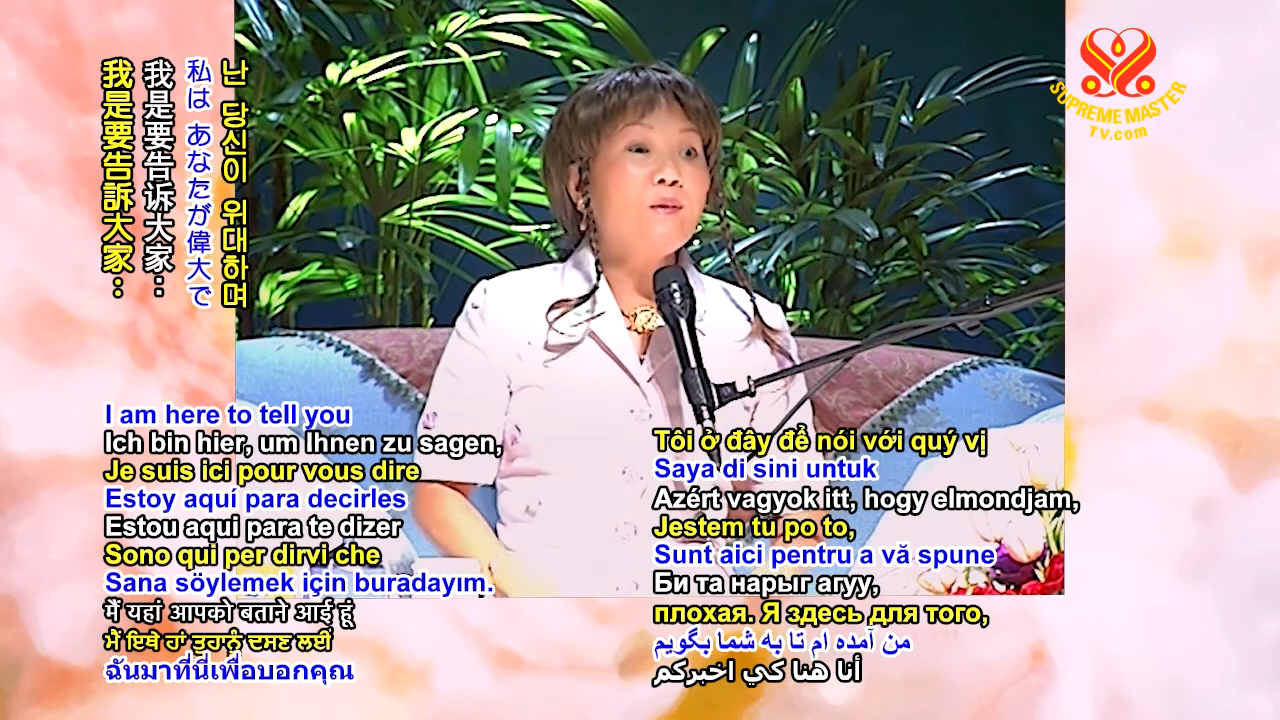 난 당신이 위대하며
私は あなたが偉大で
我是要告诉大家…
我是要告訴大家…
SUPREME MASTER
TV.com
I am here to tell you
Ich bin hier, um Ihnen zu sagen,
Je suis ici pour vous dire
Estoy aquí para decirles
Estou aqui para te dizer
Sono qui per dirvi che
Sana söylemek için buradayım.
मैं यहां आपको बताने आई हूं
ਮੈਂ ਇਥੇ ਹਾਂ ਤੁਹਾਨੂੰ ਦਸਣ ਲਈ
ฉันมาที่นี่เพื่อบอกคุณ
Tôi ở đây để nói với quý vị
Saya di sini untuk
Azért vagyok itt, hogy elmondjam,
Jestem tu po to,
Sunt aici pentru a vă spune
Би та нарыг агуу,
плохая. Я здесь для того,
من آمده ام تا به شما بگویم
أنا هنا كي اخبركم